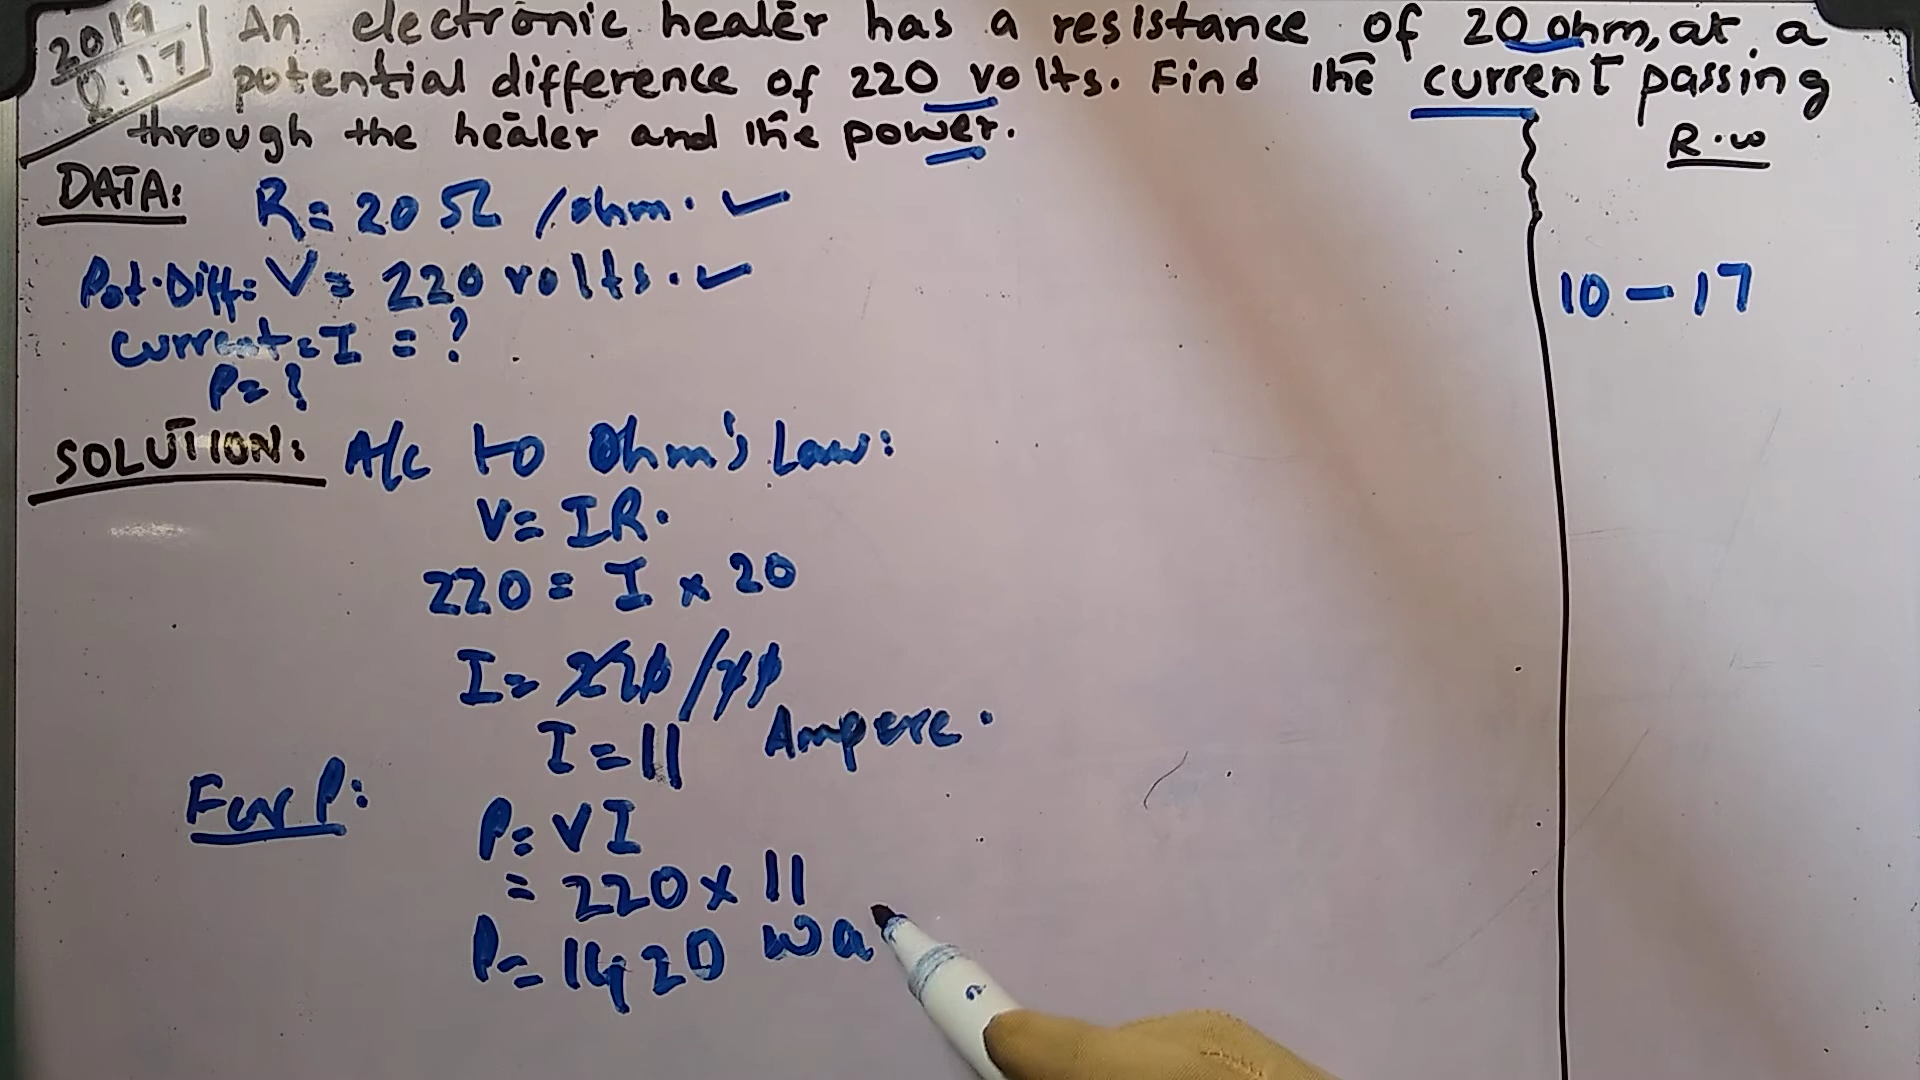 2019
Q:17
An electronic healer has a resistance of 20 ohm, at a
potential difference of 220 volts. Find the current passing
through the healer and the power.
R.W
DATA: R = 20 Ω /ohm. ✓
Pot.Diff: V = 220 volts. ✓
10 - 17
current = I = ?
P = ?
SOLUTION: A/c to Ohm's Law:
V = IR.
220 = I x 20
I = 220/20
I = 11 Ampere.
For P:
P = VI
= 220 x 11
P = 1420 wa